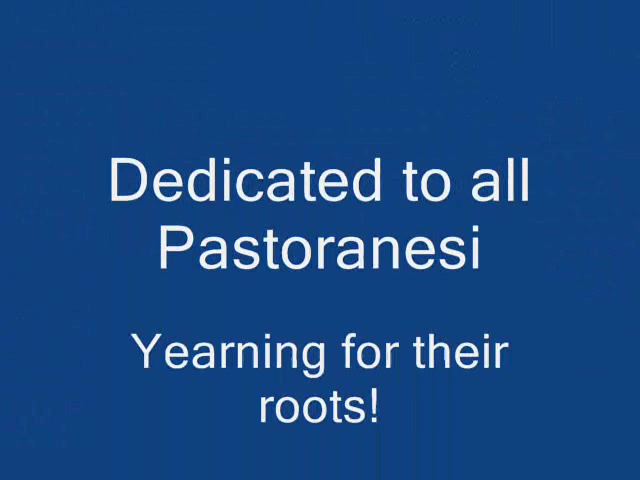 Dedicated to all
Pastoranesi
Yearning for their
roots!